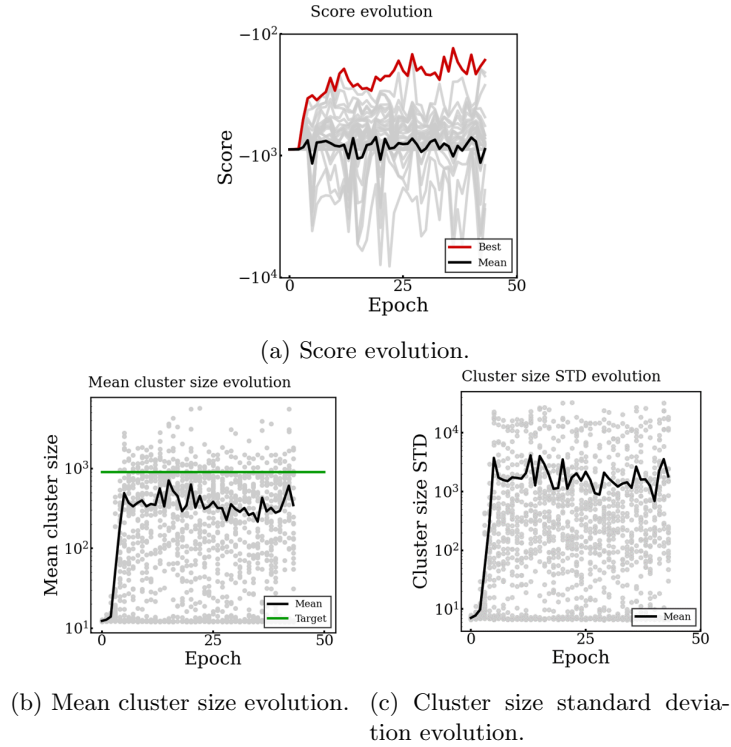 Score evolution
−10²
−10³
−10⁴
Score
Best
Mean
0
25
50
Epoch
(a) Score evolution.
Mean cluster size evolution
10³
10²
10¹
Mean cluster size
Mean
Target
0
25
50
Epoch
Cluster size STD evolution
10⁴
10³
10²
10¹
Cluster size STD
Mean
0
25
50
Epoch
(b) Mean cluster size evolution.
(c) Cluster size standard devia-
tion evolution.